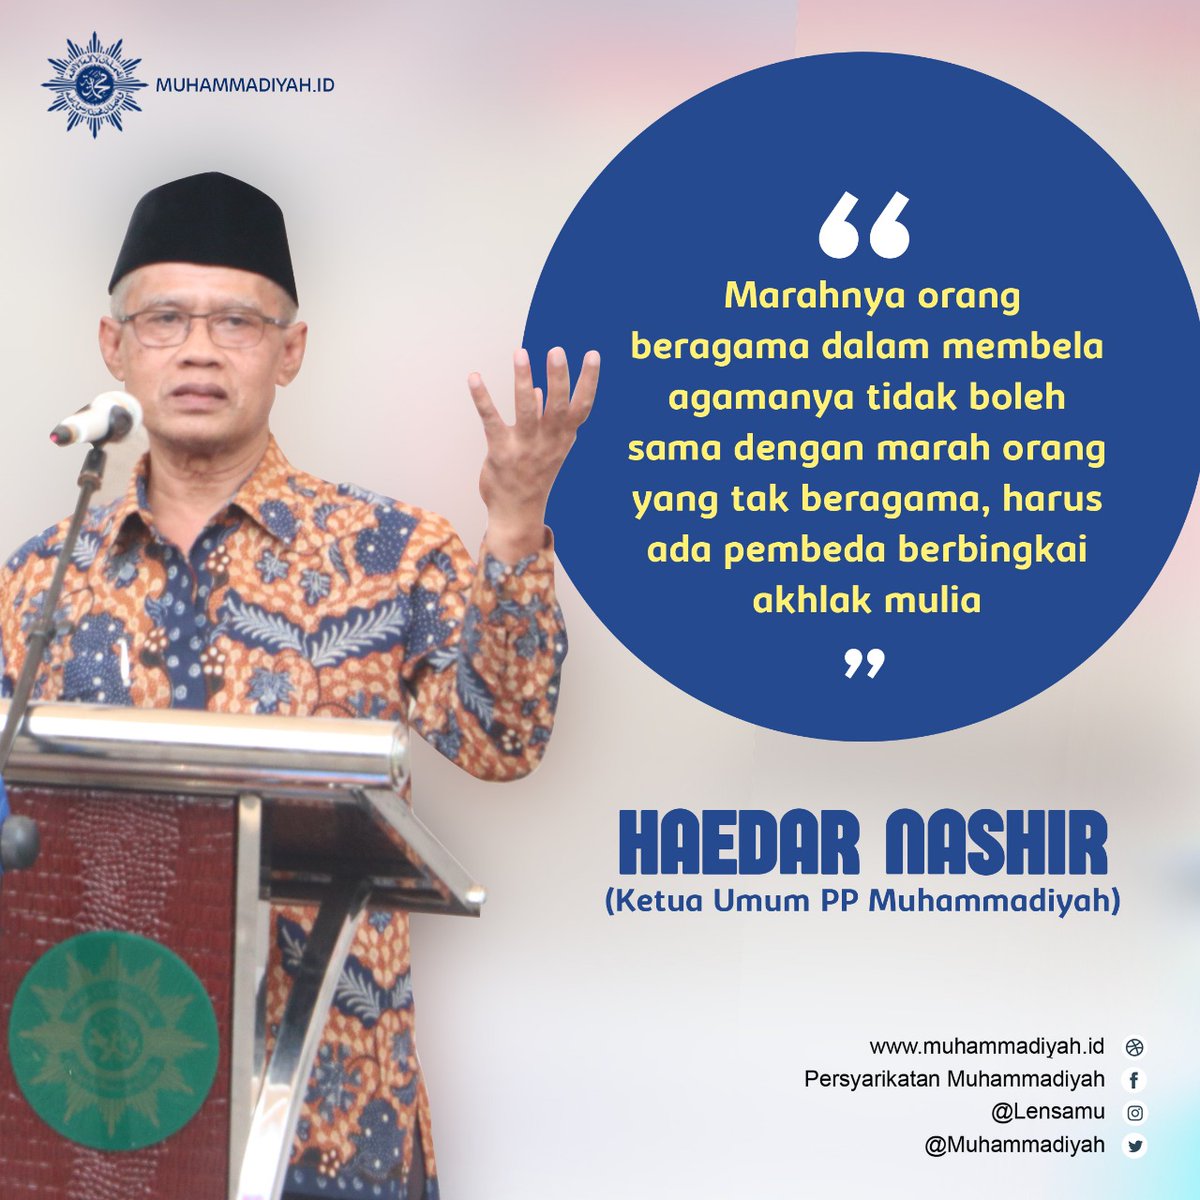 MUHAMMADIYAH.ID
“
Marahnya orang
beragama dalam membela
agamanya tidak boleh
sama dengan marah orang
yang tak beragama, harus
ada pembeda berbingkai
akhlak mulia
”
HAEDAR NASHIR
(Ketua Umum PP Muhammadiyah)
www.muhammadiyah.id
Persyarikatan Muhammadiyah
@Lensamu
@Muhammadiyah